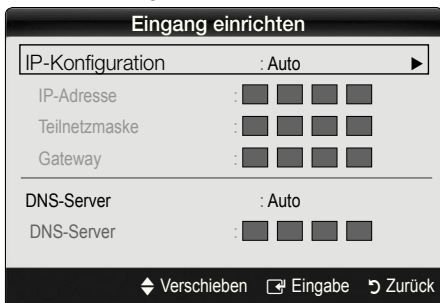 Eingang einrichten
IP-Konfiguration : Auto ►
IP-Adresse :
Teilnetzmaske :
Gateway :
DNS-Server : Auto
DNS-Server :
Verschieben Eingabe Zurück